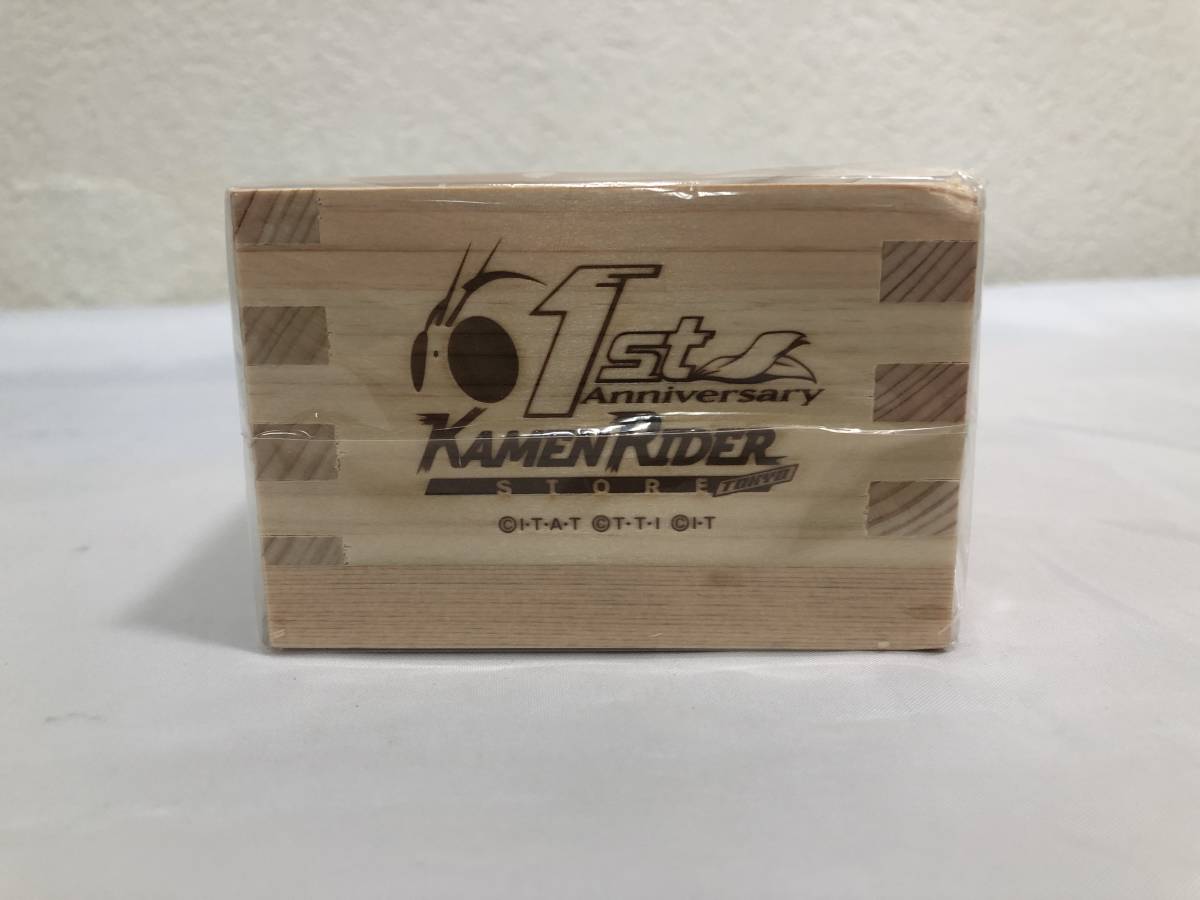 1st
Anniversary
KAMEN RIDER
STORE TOKYO
©I·T·A·T ©T·T·I ©I·T